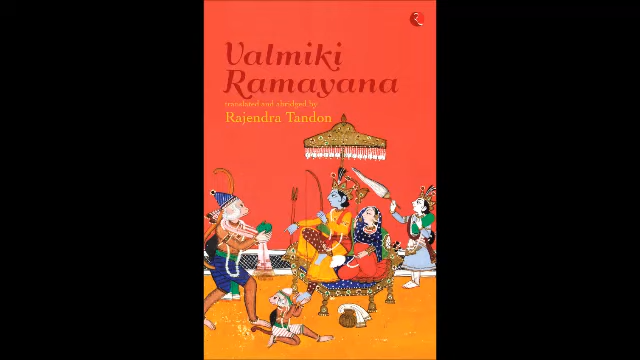 Valmiki
Ramayana
translated and abridged by
Rajendra Tandon